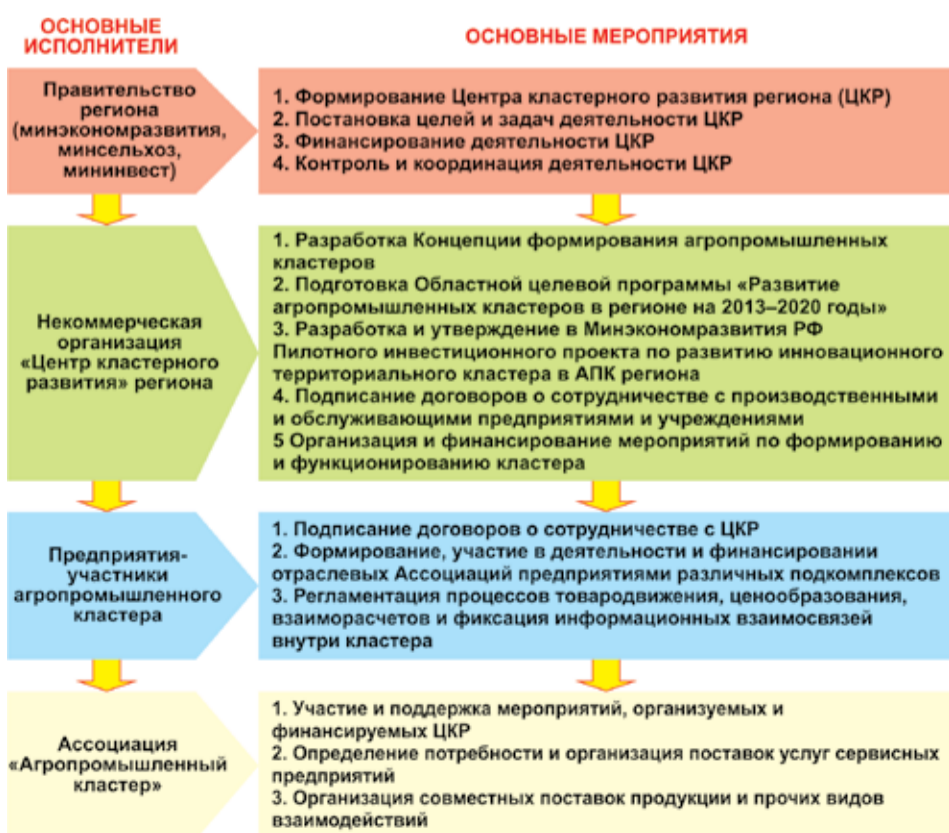 ОСНОВНЫЕ
ИСПОЛНИТЕЛИ
ОСНОВНЫЕ МЕРОПРИЯТИЯ
Правительство
региона
(минэкономразвития,
минсельхоз,
мининвест)
1. Формирование Центра кластерного развития региона (ЦКР)
2. Постановка целей и задач деятельности ЦКР
3. Финансирование деятельности ЦКР
4. Контроль и координация деятельности ЦКР
Некоммерческая
организация
«Центр кластерного
развития» региона
1. Разработка Концепции формирования агропромышленных
кластеров
2. Подготовка Областной целевой программы «Развитие
агропромышленных кластеров в регионе на 2013–2020 годы»
3. Разработка и утверждение в Минэкономразвития РФ
Пилотного инвестиционного проекта по развитию инновационного
территориального кластера в АПК региона
4. Подписание договоров о сотрудничестве с производственными
и обслуживающими предприятиями и учреждениями
5 Организация и финансирование мероприятий по формированию
и функционированию кластера
Предприятия-
участники
агропромышленного
кластера
1. Подписание договоров о сотрудничестве с ЦКР
2. Формирование, участие в деятельности и финансировании
отраслевых Ассоциаций предприятиями различных подкомплексов
3. Регламентация процессов товародвижения, ценообразования,
взаиморасчетов и фиксация информационных взаимосвязей
внутри кластера
Ассоциация
«Агропромышленный
кластер»
1. Участие и поддержка мероприятий, организуемых и
финансируемых ЦКР
2. Определение потребности и организация поставок услуг сервисных
предприятий
3. Организация совместных поставок продукции и прочих видов
взаимодействий